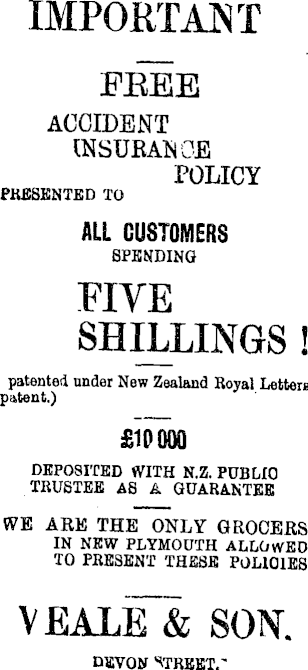 IMPORTANT
FREE
ACCIDENT
INSURANCE
POLICY
PRESENTED TO
ALL CUSTOMERS
SPENDING
FIVE
SHILLINGS !
patented under New Zealand Royal Letters
patent.)
£10 000
DEPOSITED WITH N.Z. PUBLIC
TRUSTEE AS A GUARANTEE
WE ARE THE ONLY GROCERS
IN NEW PLYMOUTH ALLOWED
TO PRESENT THESE POLICIES
VEALE & SON.
DEVON STREET.